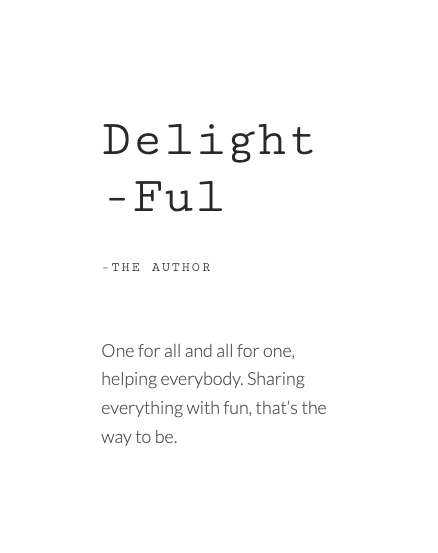 Delight
-Ful
-THE AUTHOR
One for all and all for one,
helping everybody. Sharing
everything with fun, that's the
way to be.